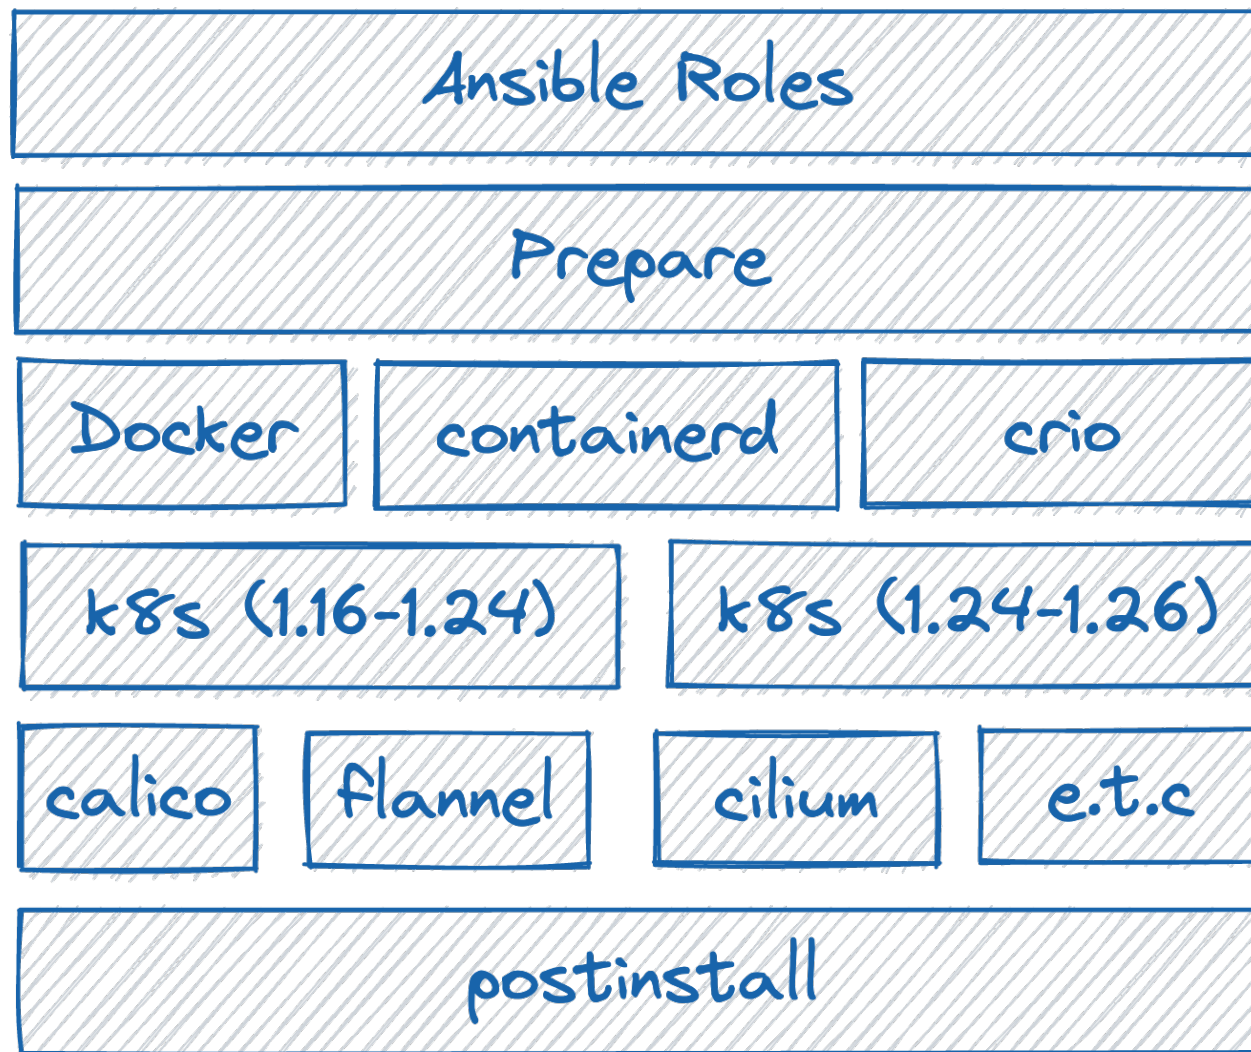 Ansible Roles
Prepare
Docker
containerd
crio
k8s (1.16-1.24)
k8s (1.24-1.26)
calico
flannel
cilium
e.t.c
postinstall